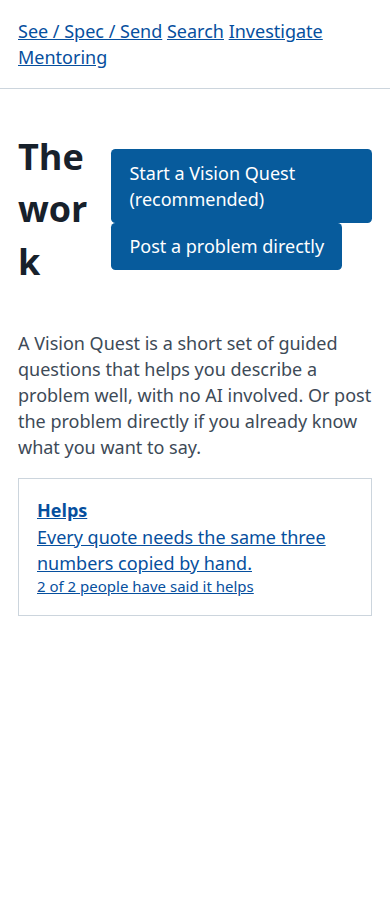 See / Spec / Send Search Investigate
Mentoring
The
wor
k
Start a Vision Quest
(recommended)
Post a problem directly
A Vision Quest is a short set of guided
questions that helps you describe a
problem well, with no AI involved. Or post
the problem directly if you already know
what you want to say.
Helps
Every quote needs the same three
numbers copied by hand.
2 of 2 people have said it helps